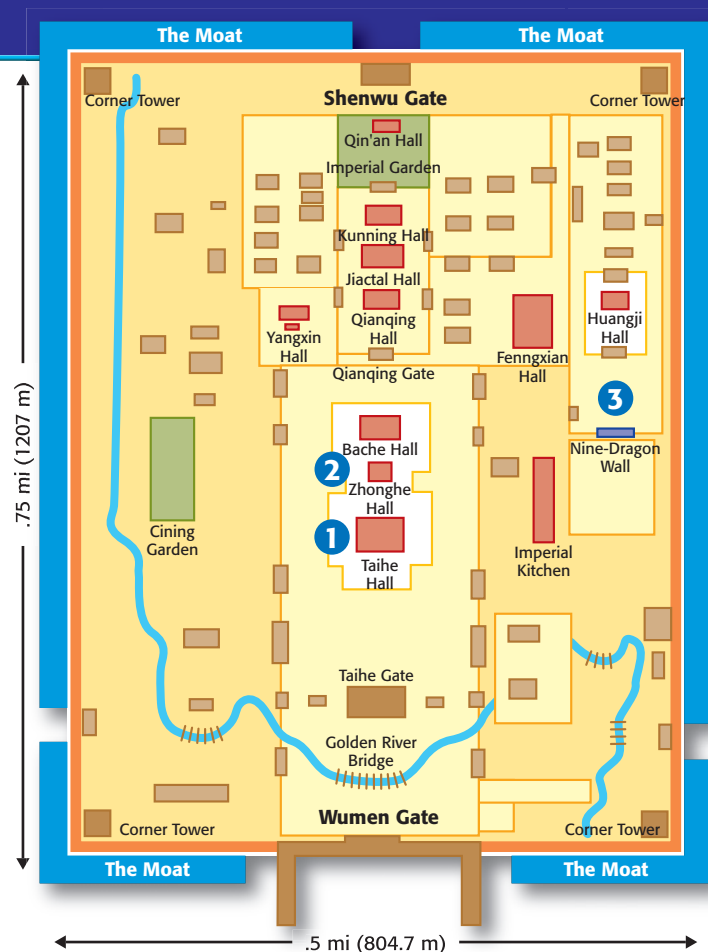 The Moat
The Moat
Corner Tower
Shenwu Gate
Corner Tower
Qin'an Hall
Imperial Garden
Kunning Hall
Jiactal Hall
Qianqing
Hall
Yangxin
Hall
Fenngxian
Hall
Huangji
Hall
Qianqing Gate
3
Nine-Dragon
Wall
Bache Hall
2
Zhonghe
Hall
1
Taihe
Hall
Cining
Garden
Imperial
Kitchen
.75 mi (1207 m)
Taihe Gate
Golden River
Bridge
Wumen Gate
Corner Tower
Corner Tower
The Moat
The Moat
.5 mi (804.7 m)